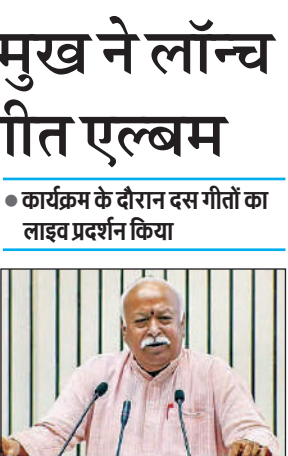 मुख ने लॉन्च
गीत एल्बम
● कार्यक्रम के दौरान दस गीतों का
लाइव प्रदर्शन किया